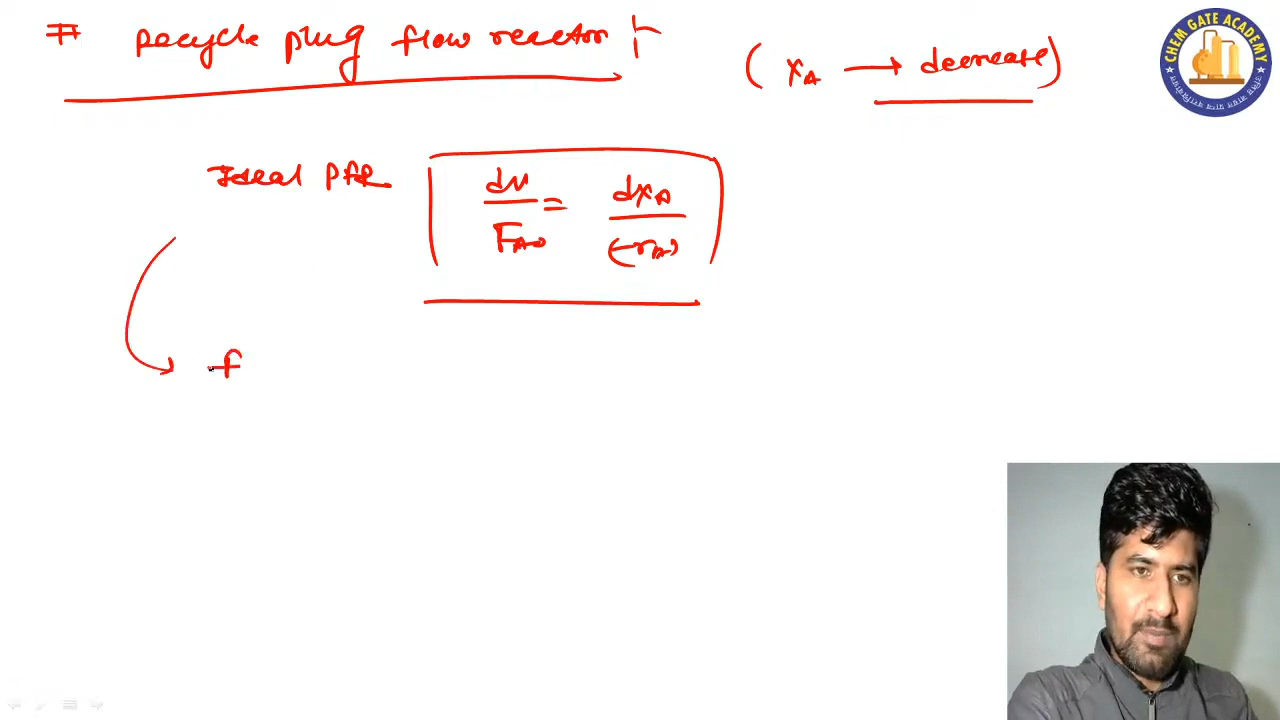 # Recycle plug flow reactor :-
( XA → decrease )
CHEM GATE ACADEMY
Ideal PFR
dV / FA0 = dXA / (-rA)
f